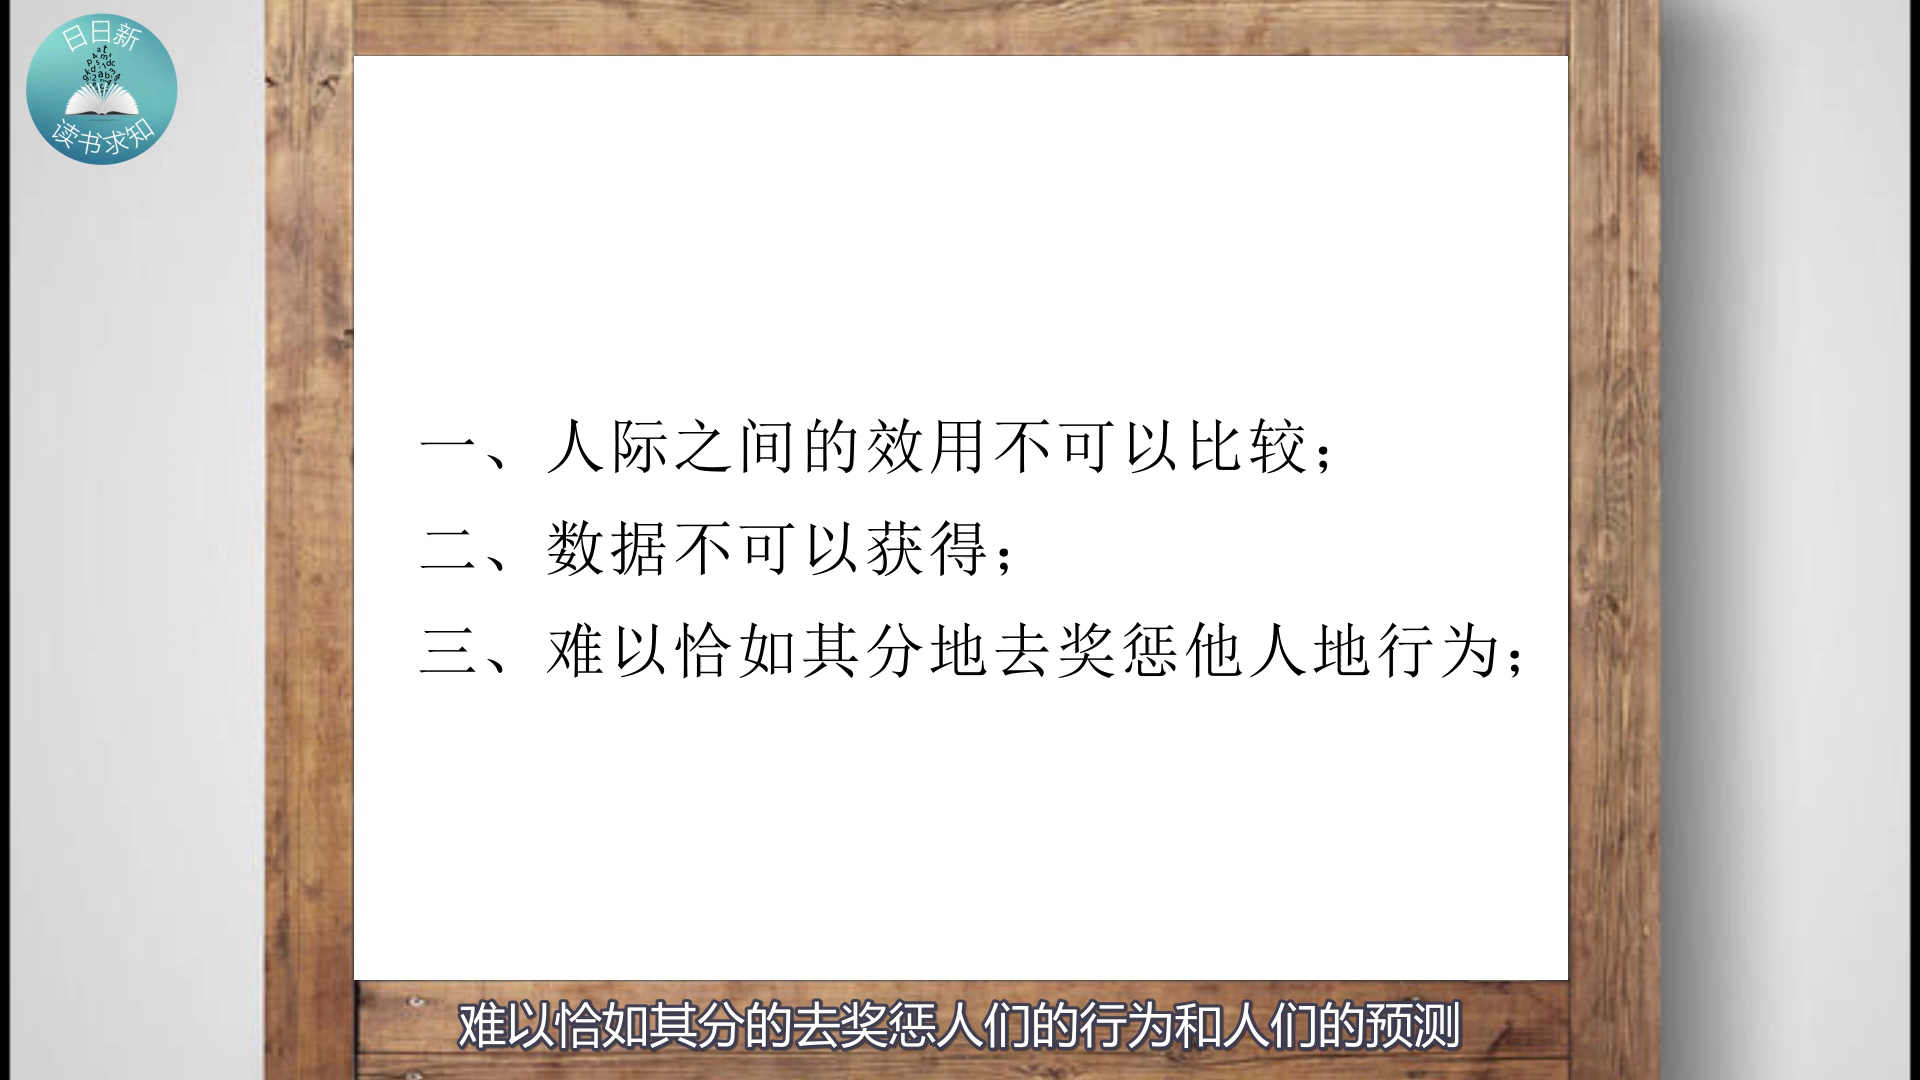 日日新
读书求知
一、人际之间的效用不可以比较；
二、数据不可以获得；
三、难以恰如其分地去奖惩他人地行为；
难以恰如其分的去奖惩人们的行为和人们的预测